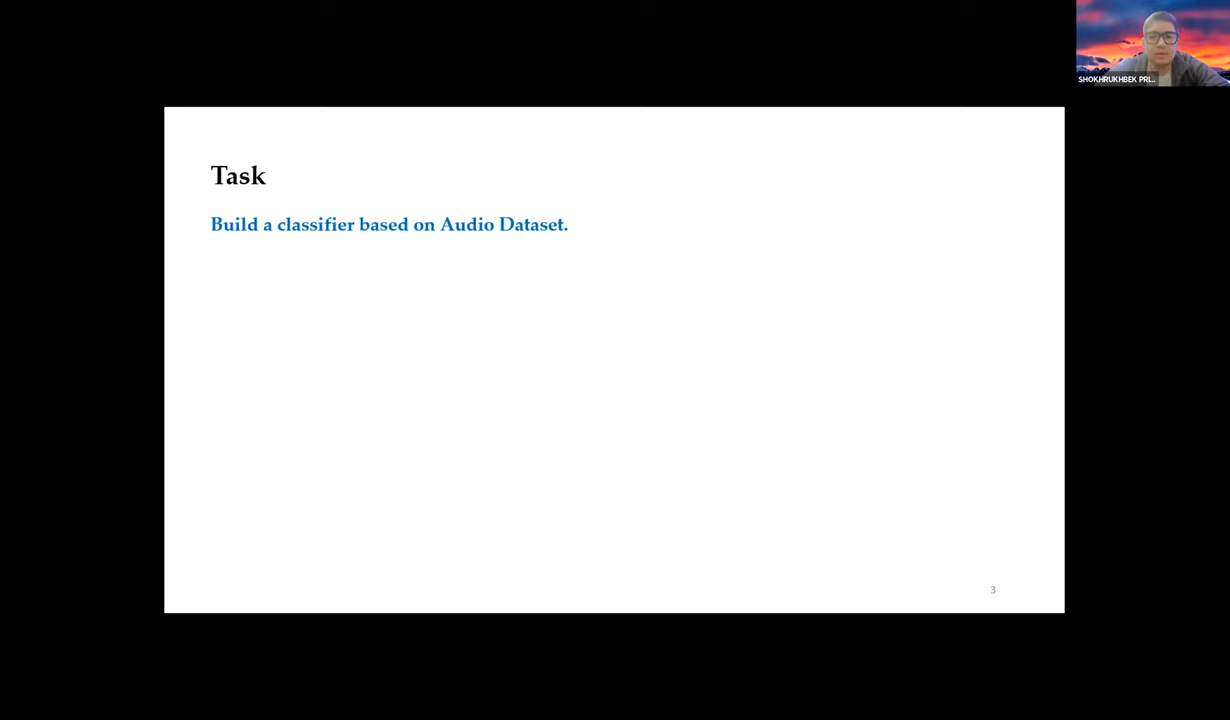 SHOKHRUKHBEK PRI...
Task
Build a classifier based on Audio Dataset.
3